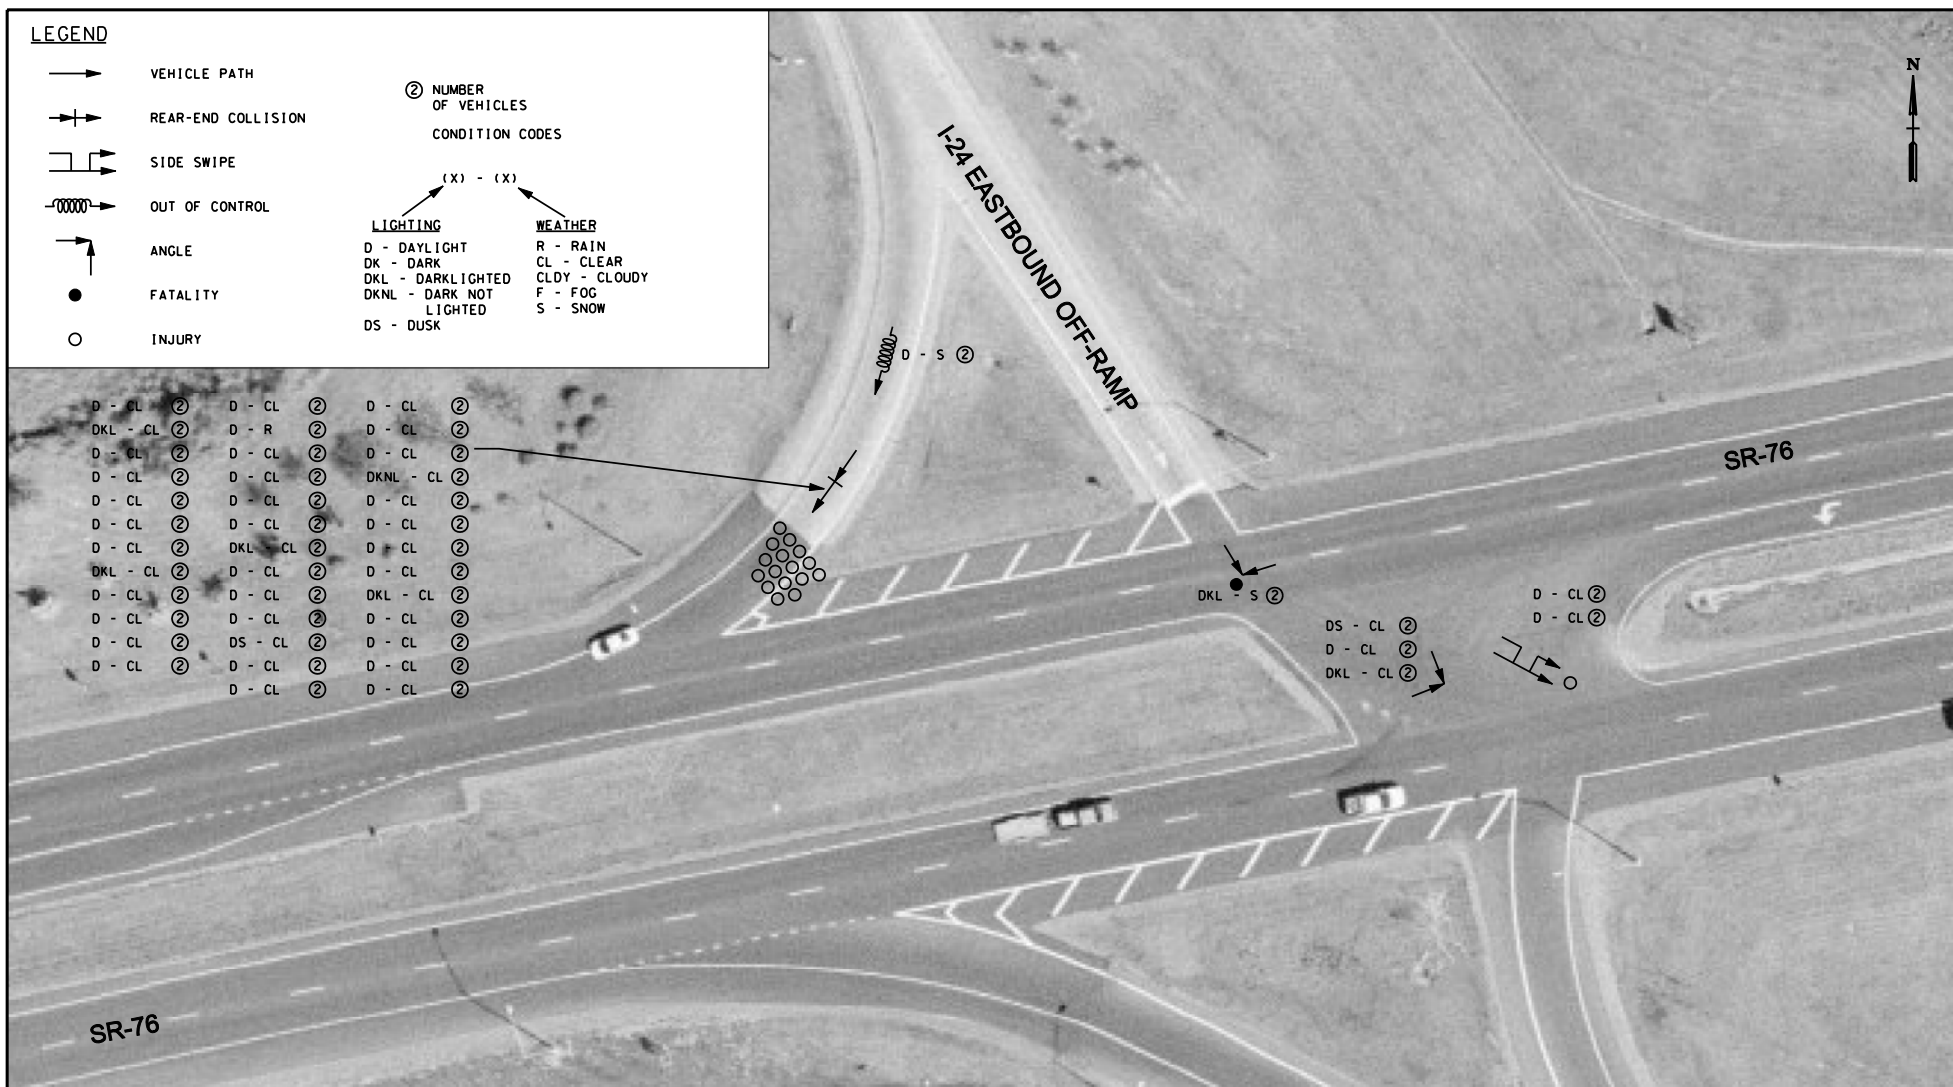 LEGEND
VEHICLE PATH
REAR-END COLLISION
SIDE SWIPE
OUT OF CONTROL
ANGLE
FATALITY
INJURY
② NUMBER
OF VEHICLES
CONDITION CODES
(X) - (X)
LIGHTING
D - DAYLIGHT
DK - DARK
DKL - DARKLIGHTED
DKNL - DARK NOT
LIGHTED
DS - DUSK
WEATHER
R - RAIN
CL - CLEAR
CLDY - CLOUDY
F - FOG
S - SNOW
N
I-24 EASTBOUND OFF-RAMP
D - S ②
D - CL ② D - CL ② D - CL ②
DKL - CL ② D - R ② D - CL ②
D - CL ② D - CL ② D - CL ②
D - CL ② D - CL ② DKNL - CL ②
D - CL ② D - CL ② D - CL ②
D - CL ② D - CL ② D - CL ②
D - CL ② DKL - CL ② D - CL ②
DKL - CL ② D - CL ② D - CL ②
D - CL ② D - CL ② DKL - CL ②
D - CL ② D - CL ② D - CL ②
D - CL ② DS - CL ② D - CL ②
D - CL ② D - CL ② D - CL ②
D - CL ② D - CL ②
SR-76
DKL - S ②
D - CL ②
D - CL ②
DS - CL ②
D - CL ②
DKL - CL ②
SR-76